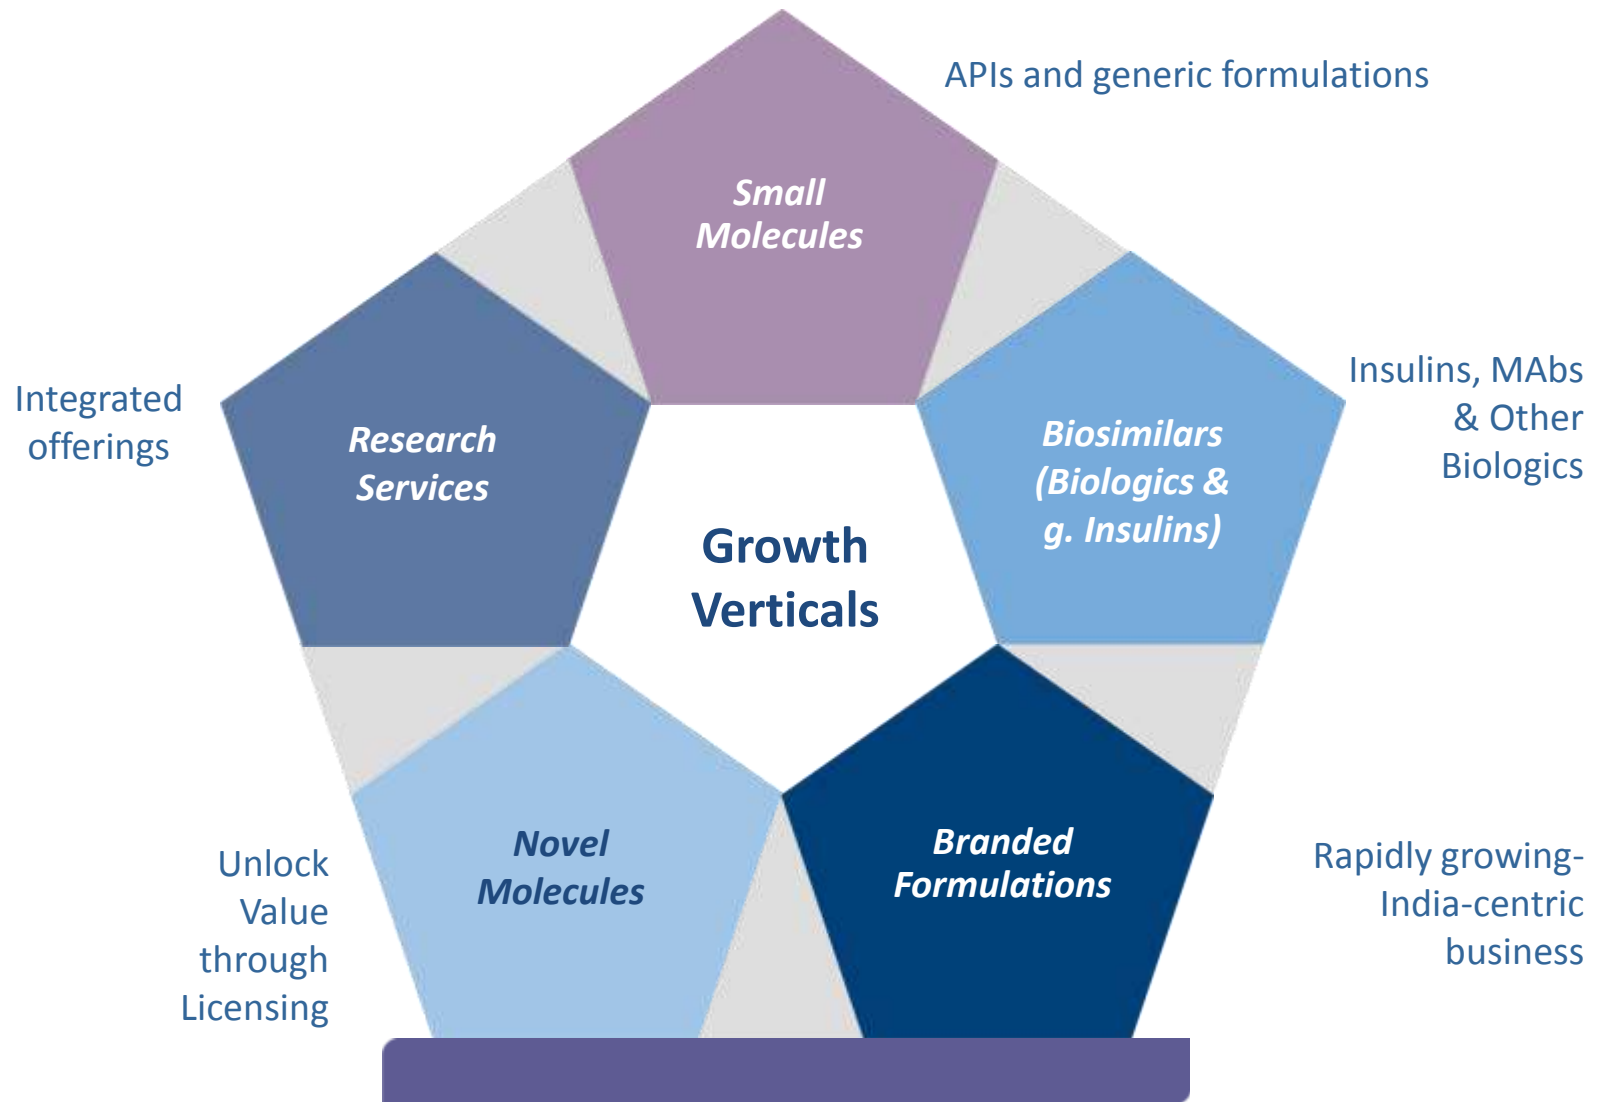 APIs and generic formulations
Small
Molecules
Integrated
offerings
Research
Services
Biosimilars
(Biologics &
g. Insulins)
Insulins, MAbs
& Other
Biologics
Growth
Verticals
Unlock
Value
through
Licensing
Novel
Molecules
Branded
Formulations
Rapidly growing-
India-centric
business